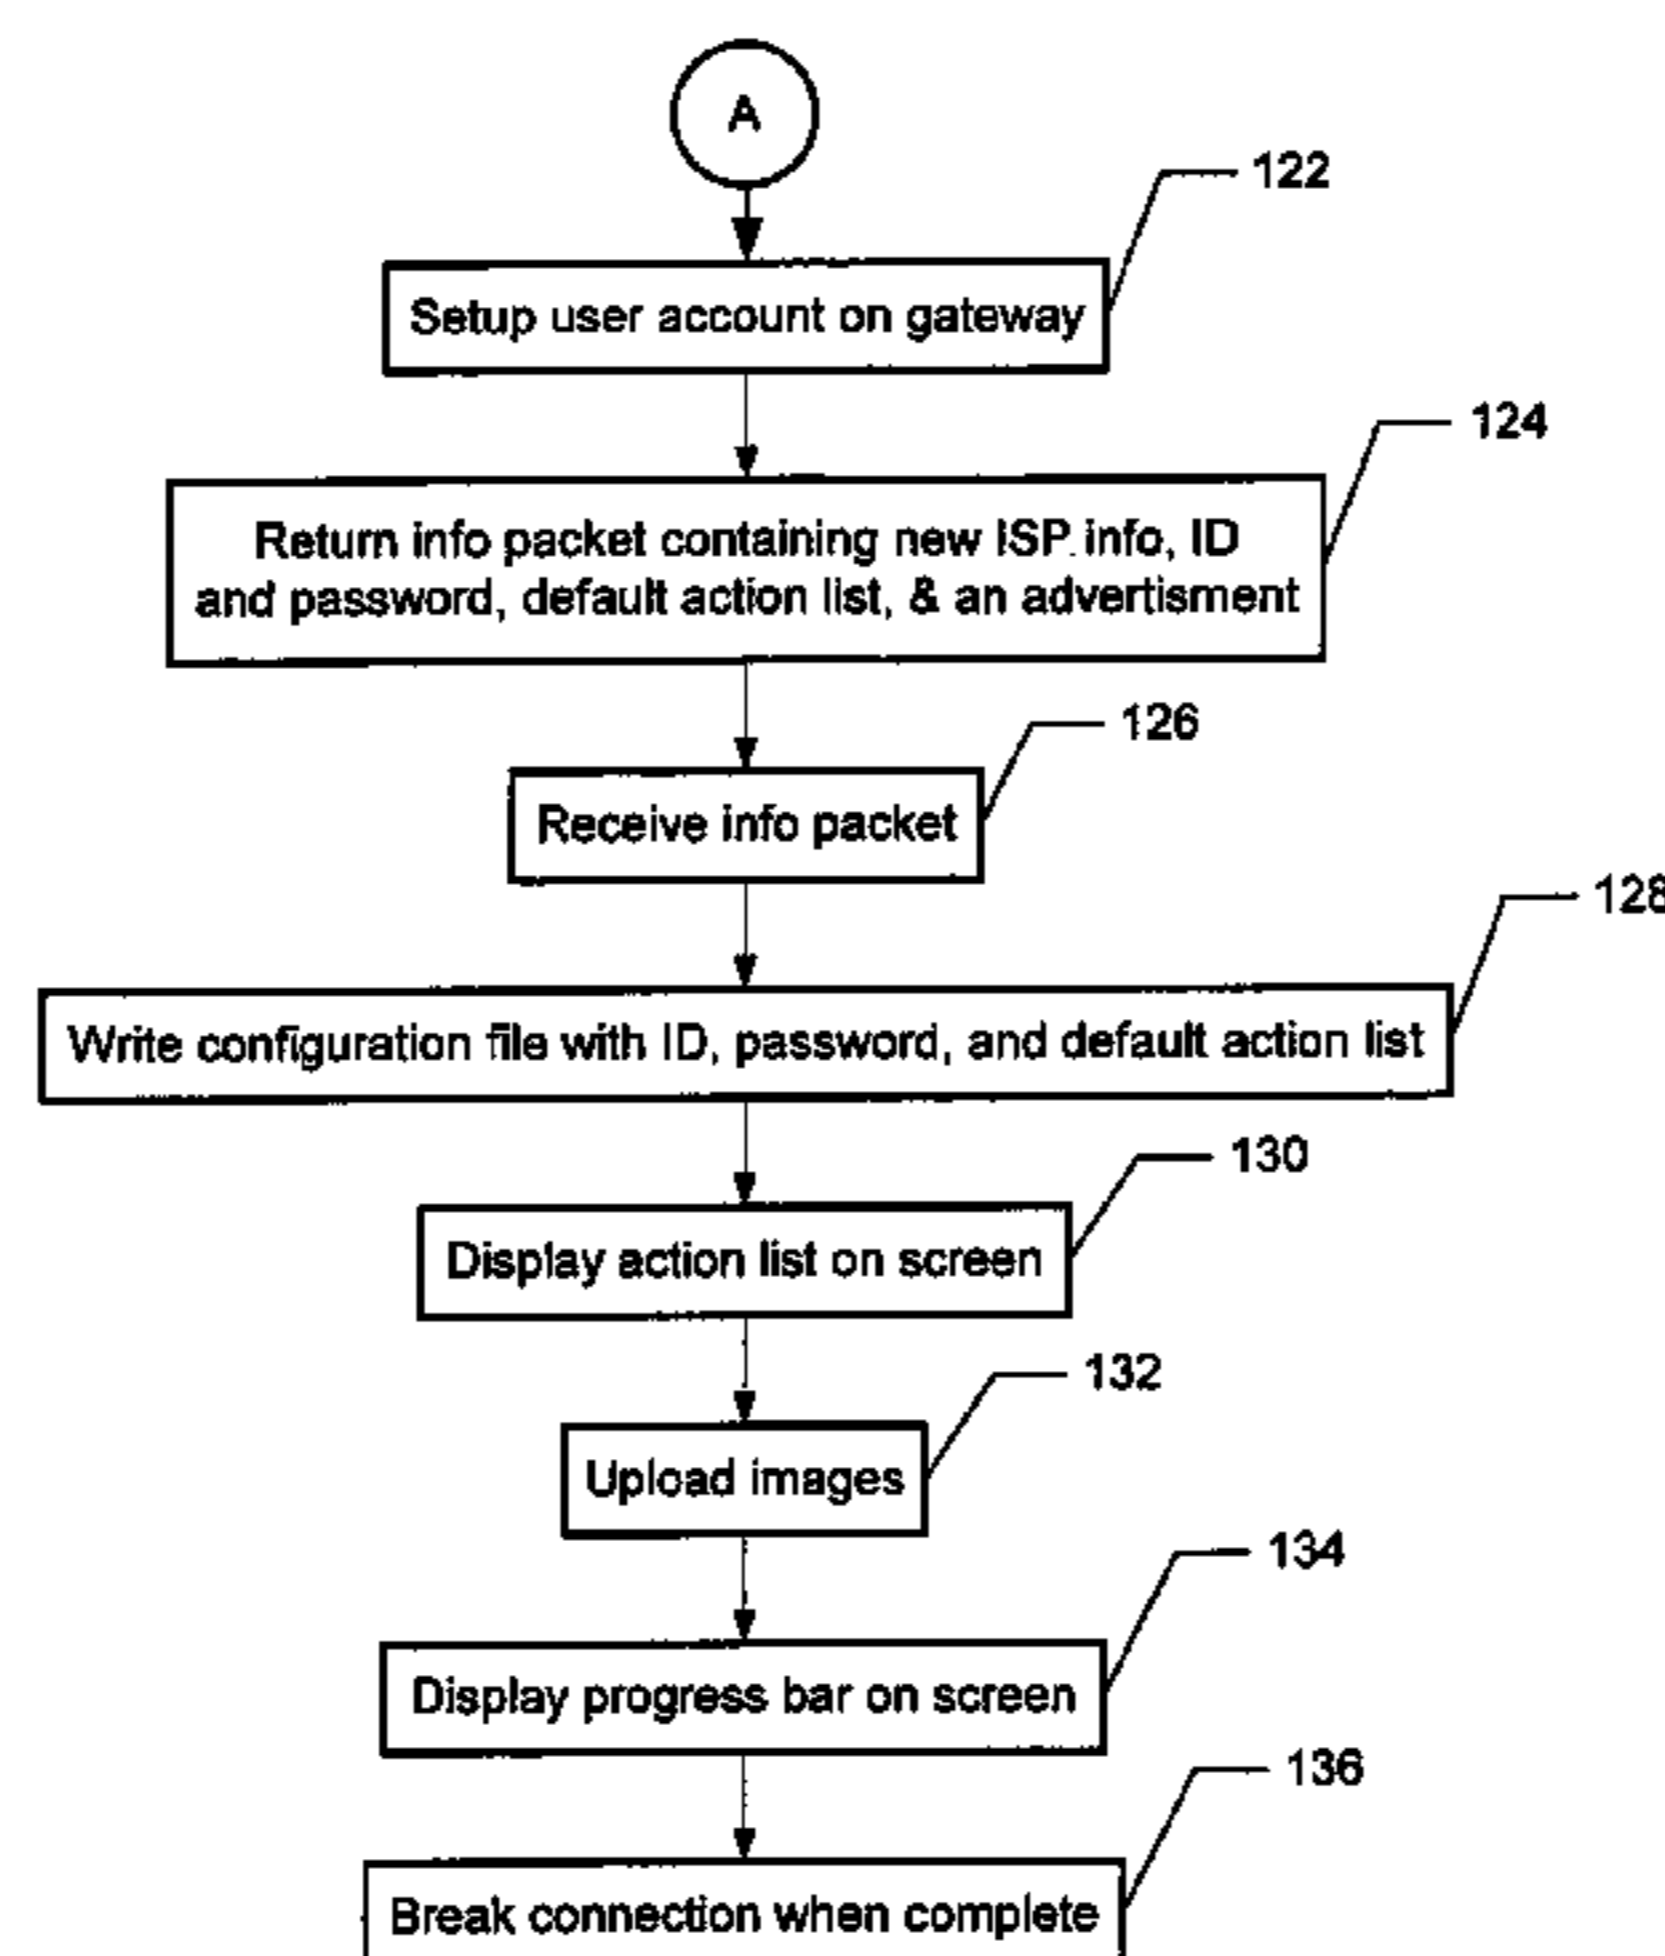 A
122
Setup user account on gateway
124
Return info packet containing new ISP info, ID
and password, default action list, & an advertisment
126
Receive info packet
128
Write configuration file with ID, password, and default action list
130
Display action list on screen
132
Upload images
134
Display progress bar on screen
136
Break connection when complete